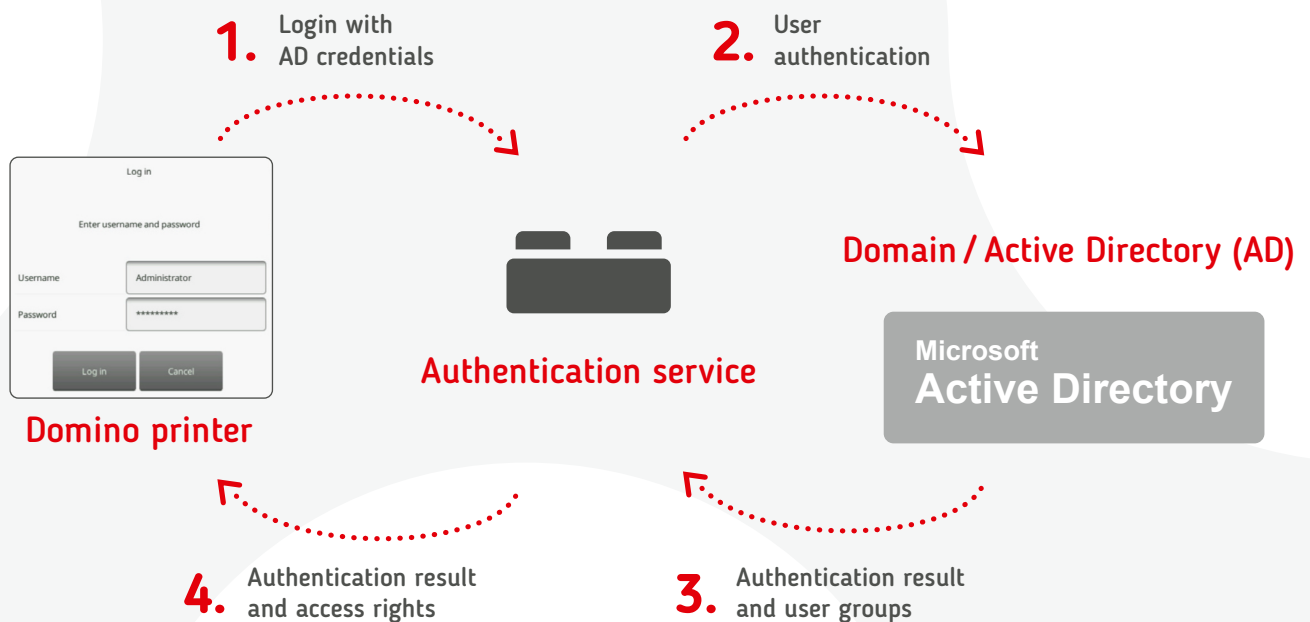 1. Login with
AD credentials
2. User
authentication
Log in
Enter username and password
Username
Administrator
Password
*********
Log in
Cancel
Domino printer
Authentication service
Domain / Active Directory (AD)
Microsoft
Active Directory
4. Authentication result
and access rights
3. Authentication result
and user groups